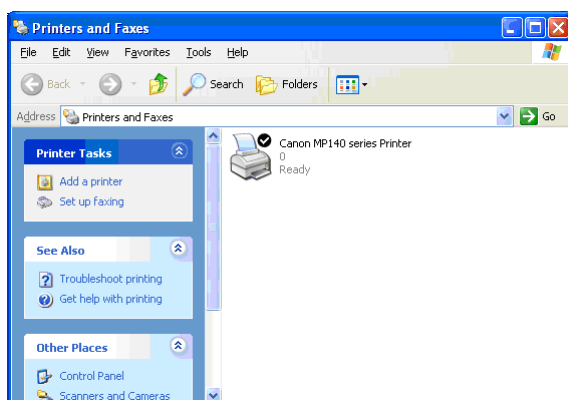 Printers and Faxes
File Edit View Favorites Tools Help
Back Search Folders
Address Printers and Faxes Go
Printer Tasks
Add a printer
Set up faxing
See Also
Troubleshoot printing
Get help with printing
Other Places
Control Panel
Scanners and Cameras
Canon MP140 series Printer
0
Ready